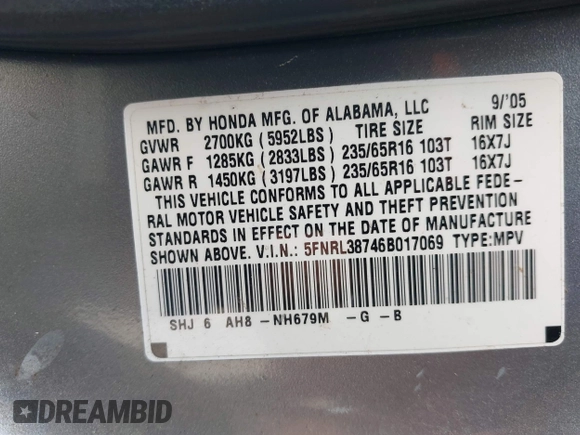 MFD. BY HONDA MFG. OF ALABAMA, LLC 9/'05
GVWR 2700KG (5952LBS) TIRE SIZE RIM SIZE
GAWR F 1285KG (2833LBS) 235/65R16 103T 16X7J
GAWR R 1450KG (3197LBS) 235/65R16 103T 16X7J
THIS VEHICLE CONFORMS TO ALL APPLICABLE FEDE-
RAL MOTOR VEHICLE SAFETY AND THEFT PREVENTION
STANDARDS IN EFFECT ON THE DATE OF MANUFACTURE
SHOWN ABOVE. V.I.N.: 5FNRL38746B017069 TYPE:MPV
SHJ 6 AH8 -NH679M -G -B
DREAMBID